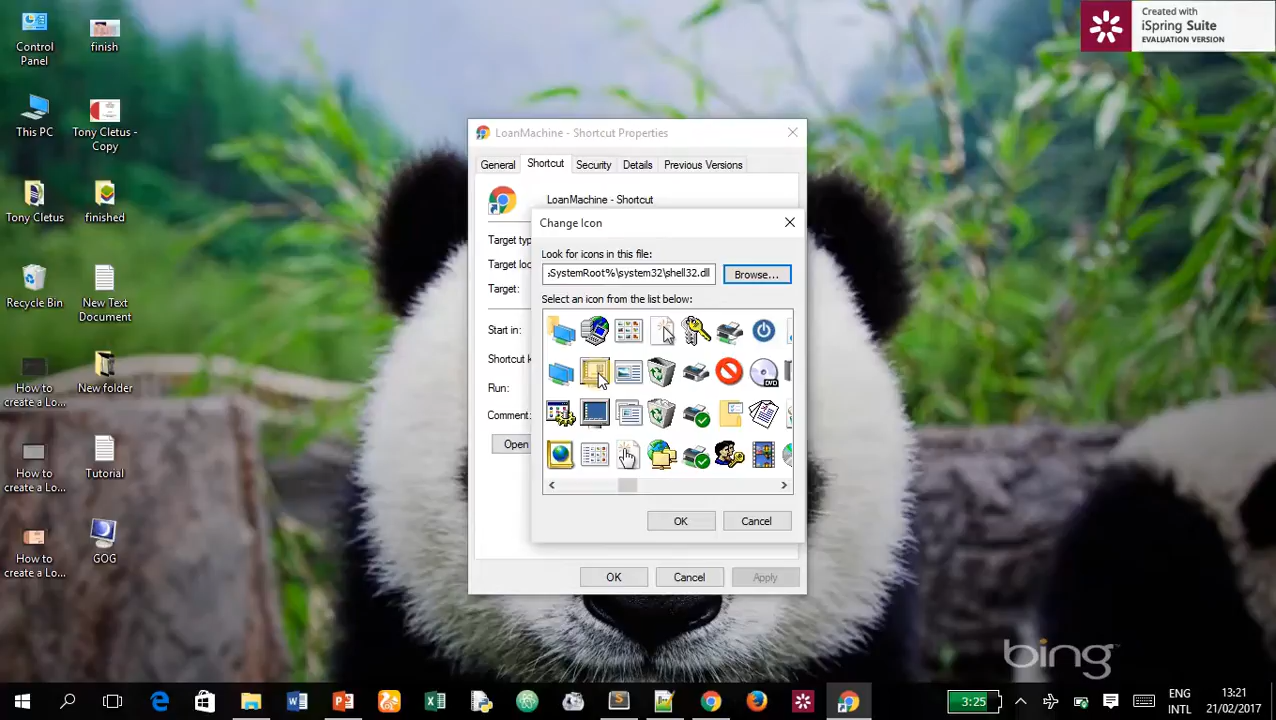 Control
Panel
finish
This PC
Tony Cletus -
Copy
Tony Cletus
finished
Recycle Bin
New Text
Document
How to
create a Lo...
New folder
How to
create a Lo...
Tutorial
How to
create a Lo...
GOG
Created with
iSpring Suite
EVALUATION VERSION
LoanMachine - Shortcut Properties
General
Shortcut
Security
Details
Previous Versions
LoanMachine - Shortcut
Target typ
Target loc
Target:
Start in:
Shortcut k
Run:
Comment:
Open
Change Icon
Look for icons in this file:
SystemRoot%\system32\shell32.dll
Browse...
Select an icon from the list below:
DVD
OK
Cancel
OK
Cancel
Apply
bing
3:25
ENG
INTL
13:21
21/02/2017